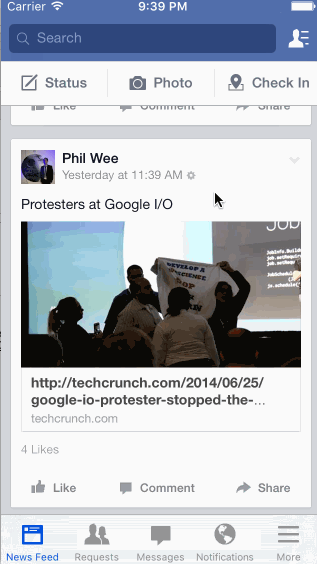 Carrier 9:39 PM
Search
Status Photo Check In
Like Comment Share
Phil Wee
Yesterday at 11:39 AM
Protesters at Google I/O
DEVELOP A
STOP
http://techcrunch.com/2014/06/25/
google-io-protester-stopped-the-...
techcrunch.com
4 Likes
Like Comment Share
News Feed Requests Messages Notifications More